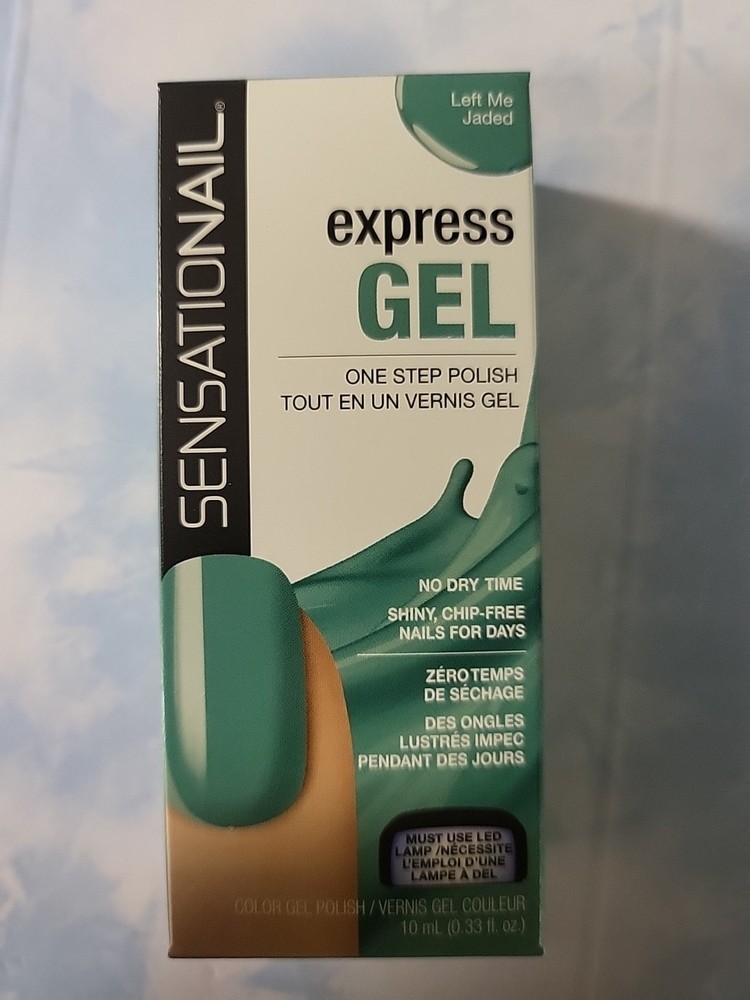 SENSATIONAIL®
Left Me
Jaded
express
GEL
ONE STEP POLISH
TOUT EN UN VERNIS GEL
NO DRY TIME
SHINY, CHIP-FREE
NAILS FOR DAYS
ZÉRO TEMPS
DE SÉCHAGE
DES ONGLES
LUSTRÉS IMPEC
PENDANT DES JOURS
MUST USE LED
LAMP /NÉCESSITE
L'EMPLOI D'UNE
LAMPE À DEL
COLOR GEL POLISH / VERNIS GEL COULEUR
10 mL (0.33 fl. oz.)